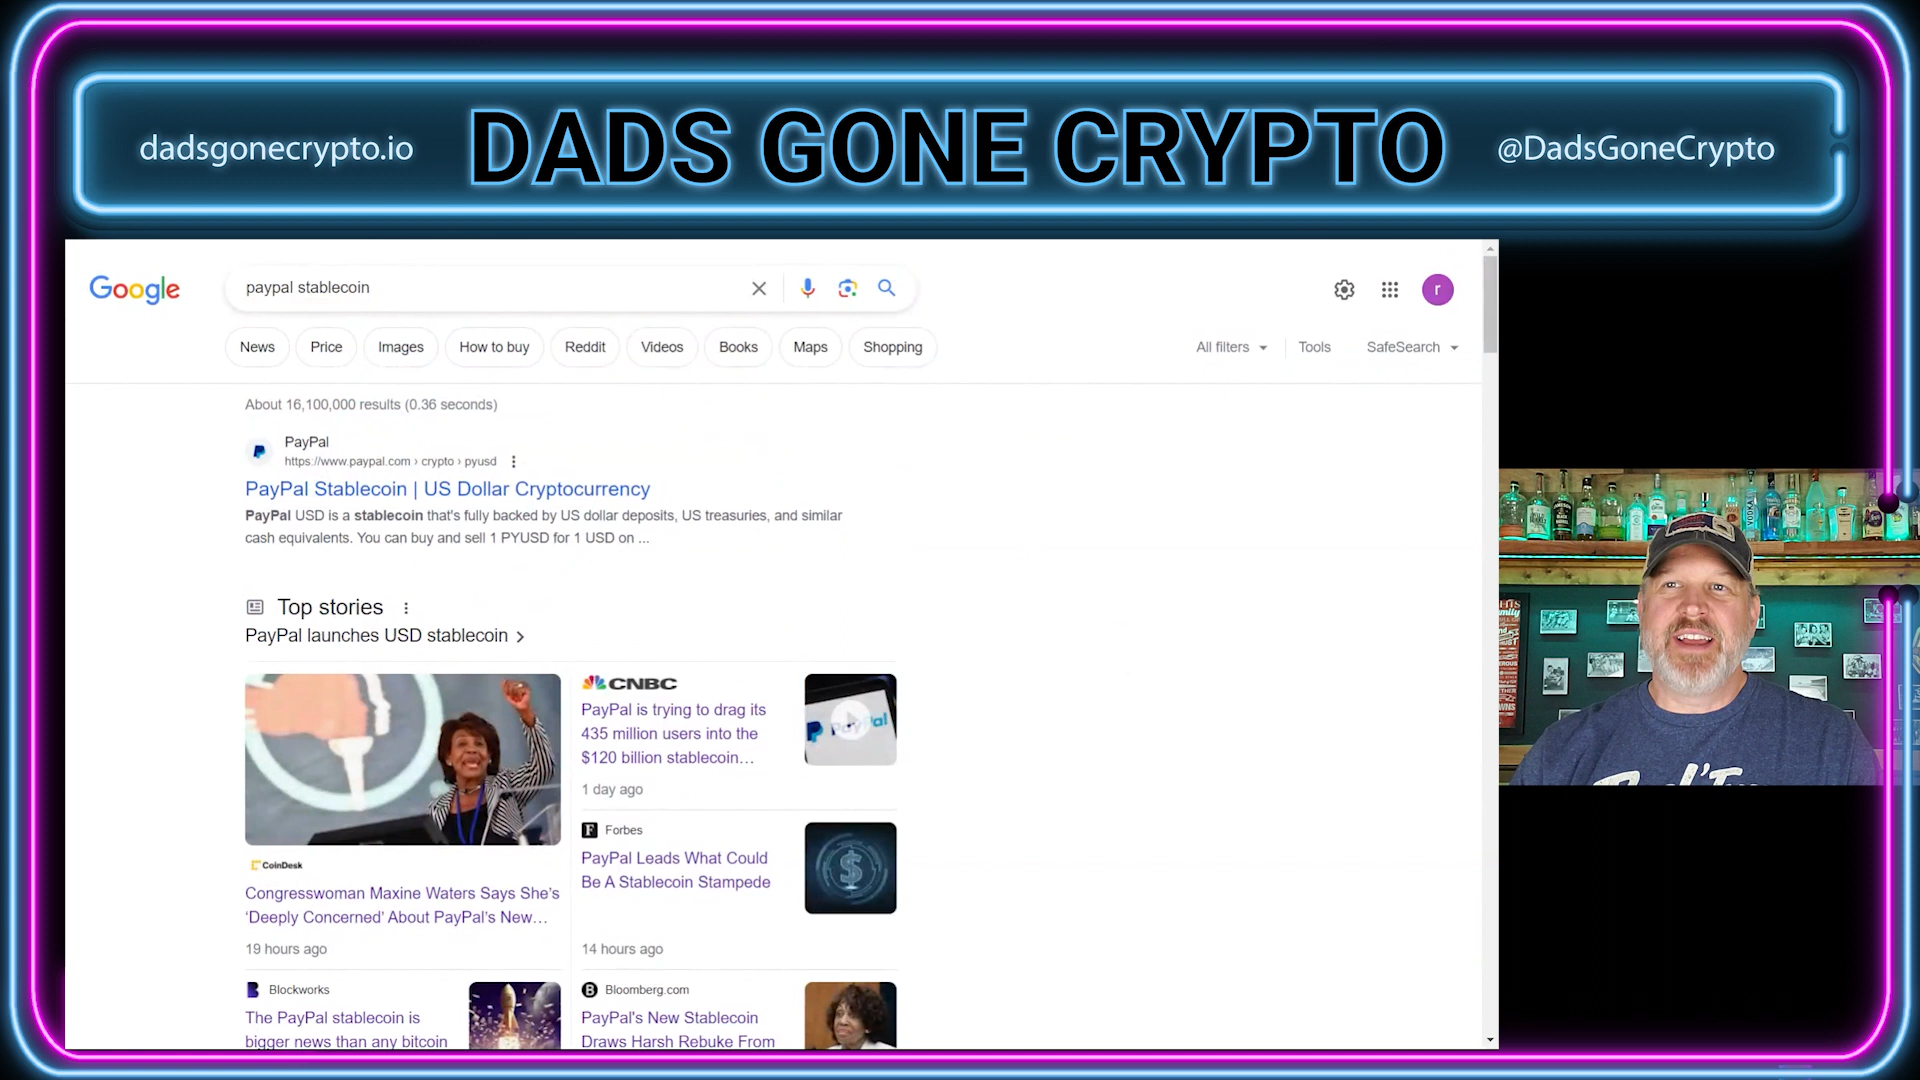 dadsgonecrypto.io
DADS GONE CRYPTO
@DadsGoneCrypto
Google
paypal stablecoin
r
News
Price
Images
How to buy
Reddit
Videos
Books
Maps
Shopping
All filters
Tools
SafeSearch
About 16,100,000 results (0.36 seconds)
PayPal
https://www.paypal.com › crypto › pyusd
PayPal Stablecoin | US Dollar Cryptocurrency
PayPal USD is a stablecoin that's fully backed by US dollar deposits, US treasuries, and similar
cash equivalents. You can buy and sell 1 PYUSD for 1 USD on ...
Top stories
PayPal launches USD stablecoin
CoinDesk
Congresswoman Maxine Waters Says She's
'Deeply Concerned' About PayPal's New…
19 hours ago
CNBC
PayPal is trying to drag its
435 million users into the
$120 billion stablecoin…
1 day ago
PayPal
Forbes
PayPal Leads What Could
Be A Stablecoin Stampede
14 hours ago
Blockworks
The PayPal stablecoin is
bigger news than any bitcoin
Bloomberg.com
PayPal's New Stablecoin
Draws Harsh Rebuke From
VODKA